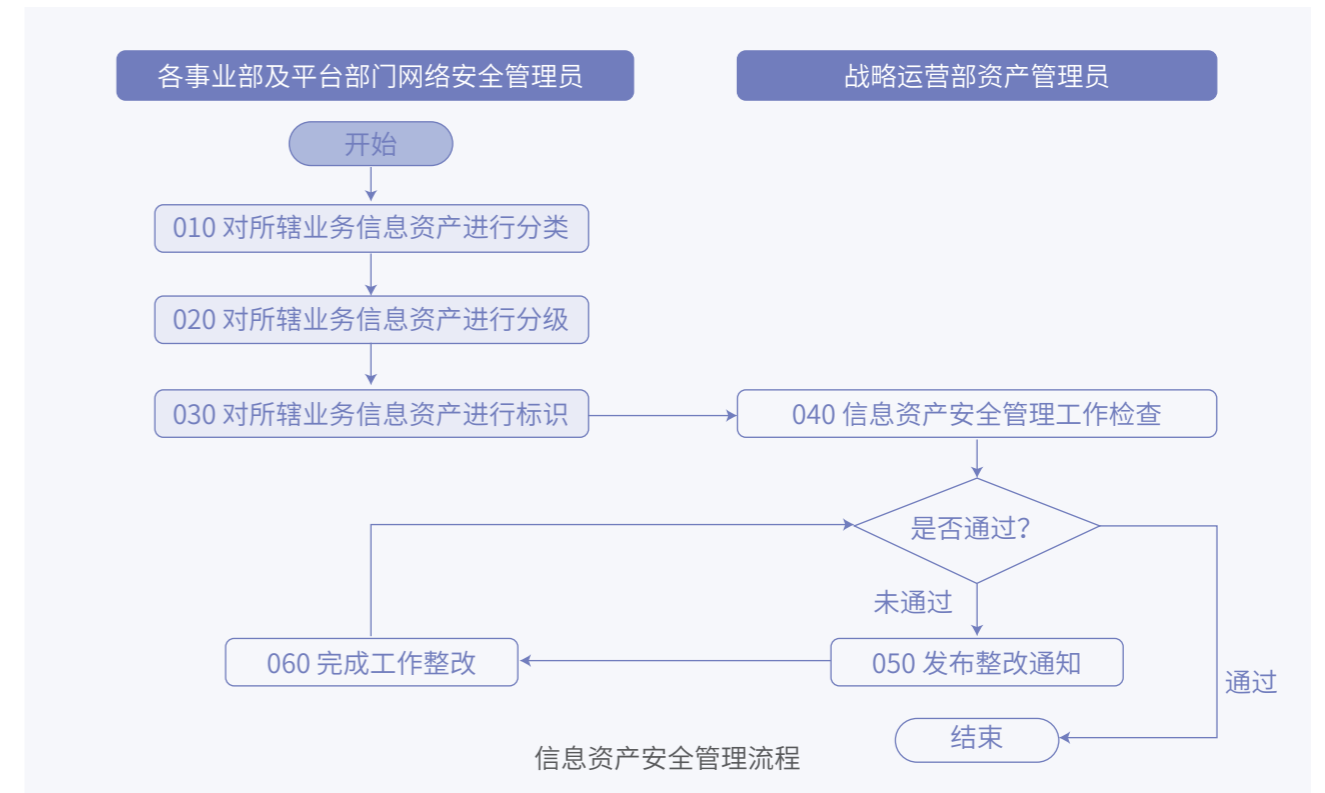 各事业部及平台部门网络安全管理员
战略运营部资产管理员
开始
010 对所辖业务信息资产进行分类
020 对所辖业务信息资产进行分级
030 对所辖业务信息资产进行标识
040 信息资产安全管理工作检查
是否通过？
未通过
060 完成工作整改
050 发布整改通知
通过
结束
信息资产安全管理流程